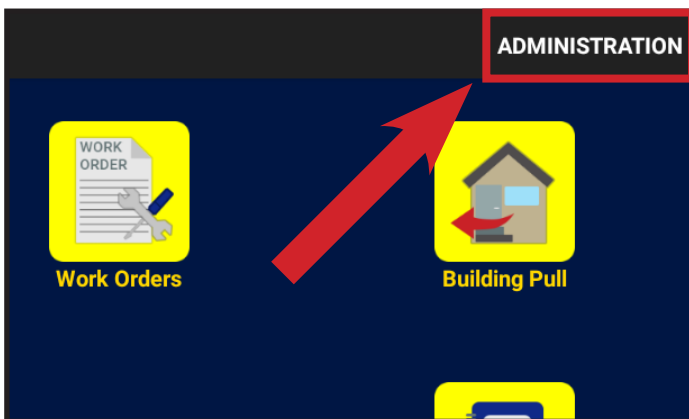 ADMINISTRATION
WORK
ORDER
Work Orders
Building Pull